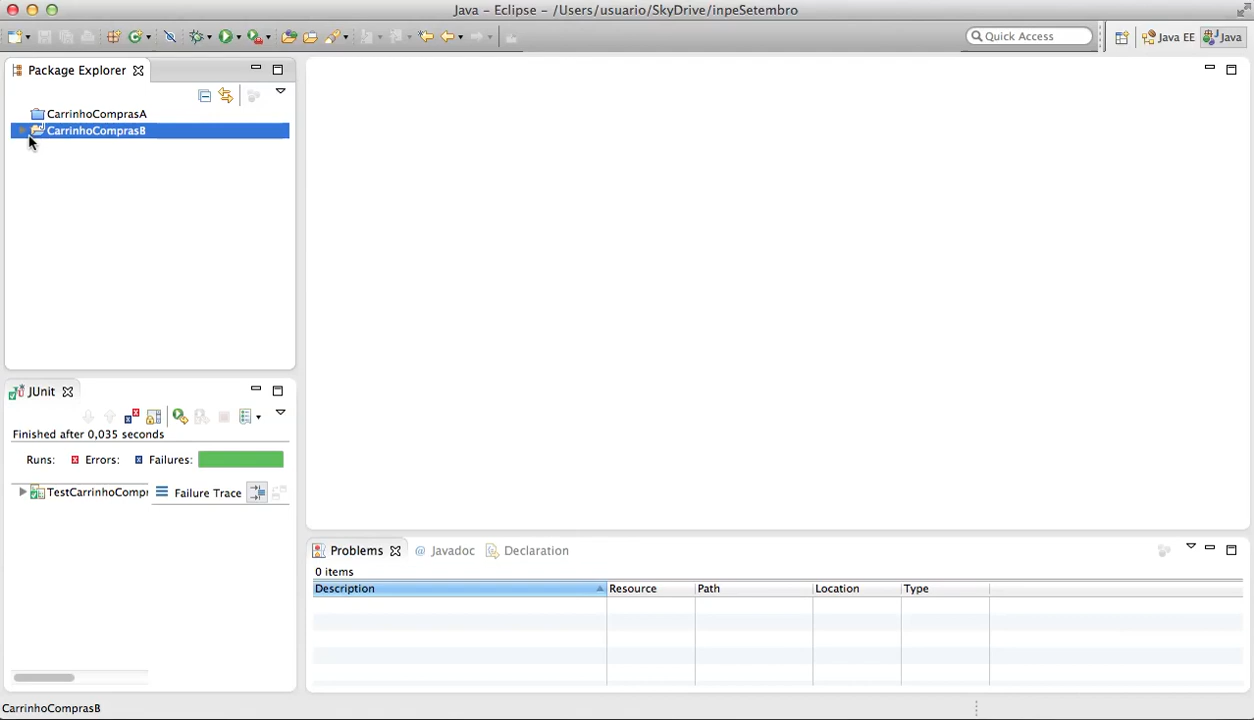 Java - Eclipse - /Users/usuario/SkyDrive/inpeSetembro
Quick Access
Java EE
Java
Package Explorer
CarrinhoComprasA
CarrinhoComprasB
JUnit
Finished after 0,035 seconds
Runs: Errors: Failures:
TestCarrinhoCompr
Failure Trace
Problems @ Javadoc Declaration
0 items
Description Resource Path Location Type
CarrinhoComprasB